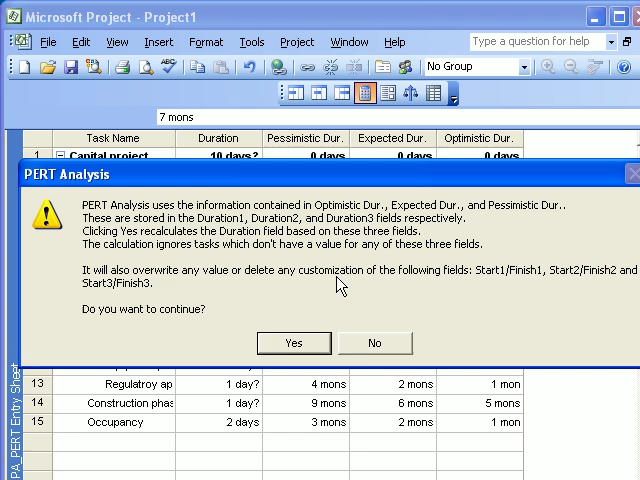 Microsoft Project - Project1
File Edit View Insert Format Tools Project Window Help Type a question for help
No Group
7 mons
Task Name Duration Pessimistic Dur. Expected Dur. Optimistic Dur.
1 Capital project 10 days? 0 days 0 days 0 days
PERT Analysis
PERT Analysis uses the information contained in Optimistic Dur., Expected Dur., and Pessimistic Dur..
These are stored in the Duration1, Duration2, and Duration3 fields respectively.
Clicking Yes recalculates the Duration field based on these three fields.
The calculation ignores tasks which don't have a value for any of these three fields.
It will also overwrite any value or delete any customization of the following fields: Start1/Finish1, Start2/Finish2 and
Start3/Finish3.
Do you want to continue?
Yes No
13 Regulatroy ap 1 day? 4 mons 2 mons 1 mon
14 Construction phas 1 day? 9 mons 6 mons 5 mons
15 Occupancy 2 days 3 mons 2 mons 1 mon
PA_PERT Entry Sheet